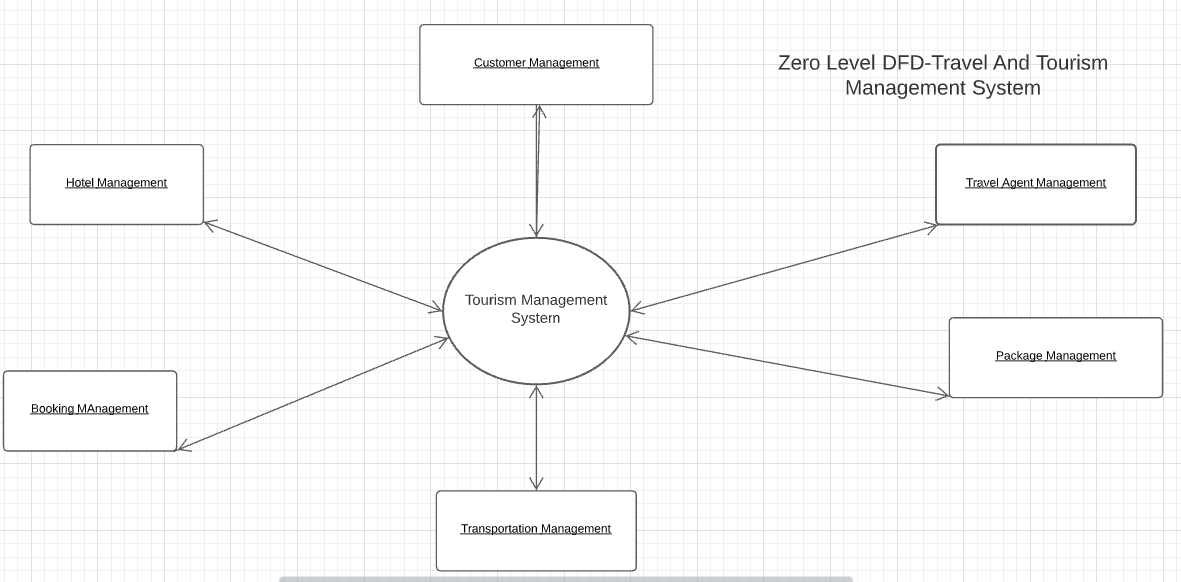 Customer Management
Zero Level DFD-Travel And Tourism
Management System
Hotel Management
Travel Agent Management
Tourism Management
System
Package Management
Booking MAnagement
Transportation Management